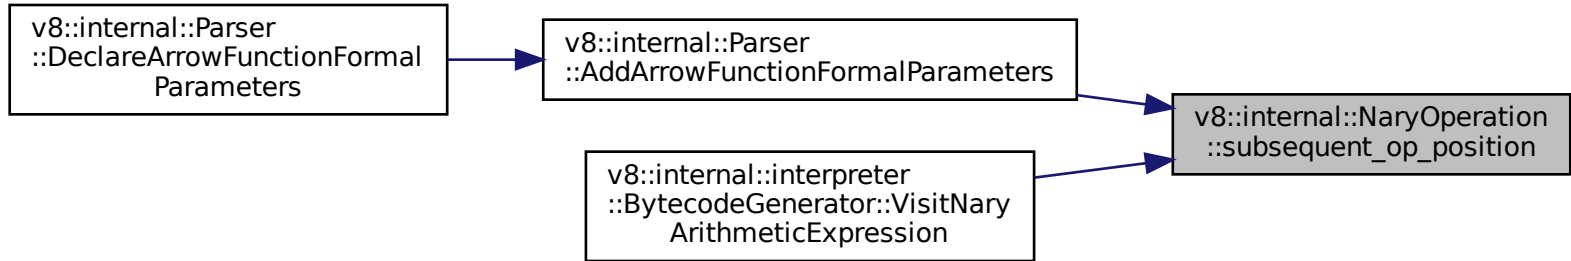 v8::internal::Parser
::DeclareArrowFunctionFormal
Parameters
v8::internal::Parser
::AddArrowFunctionFormalParameters
v8::internal::NaryOperation
::subsequent_op_position
v8::internal::interpreter
::BytecodeGenerator::VisitNary
ArithmeticExpression